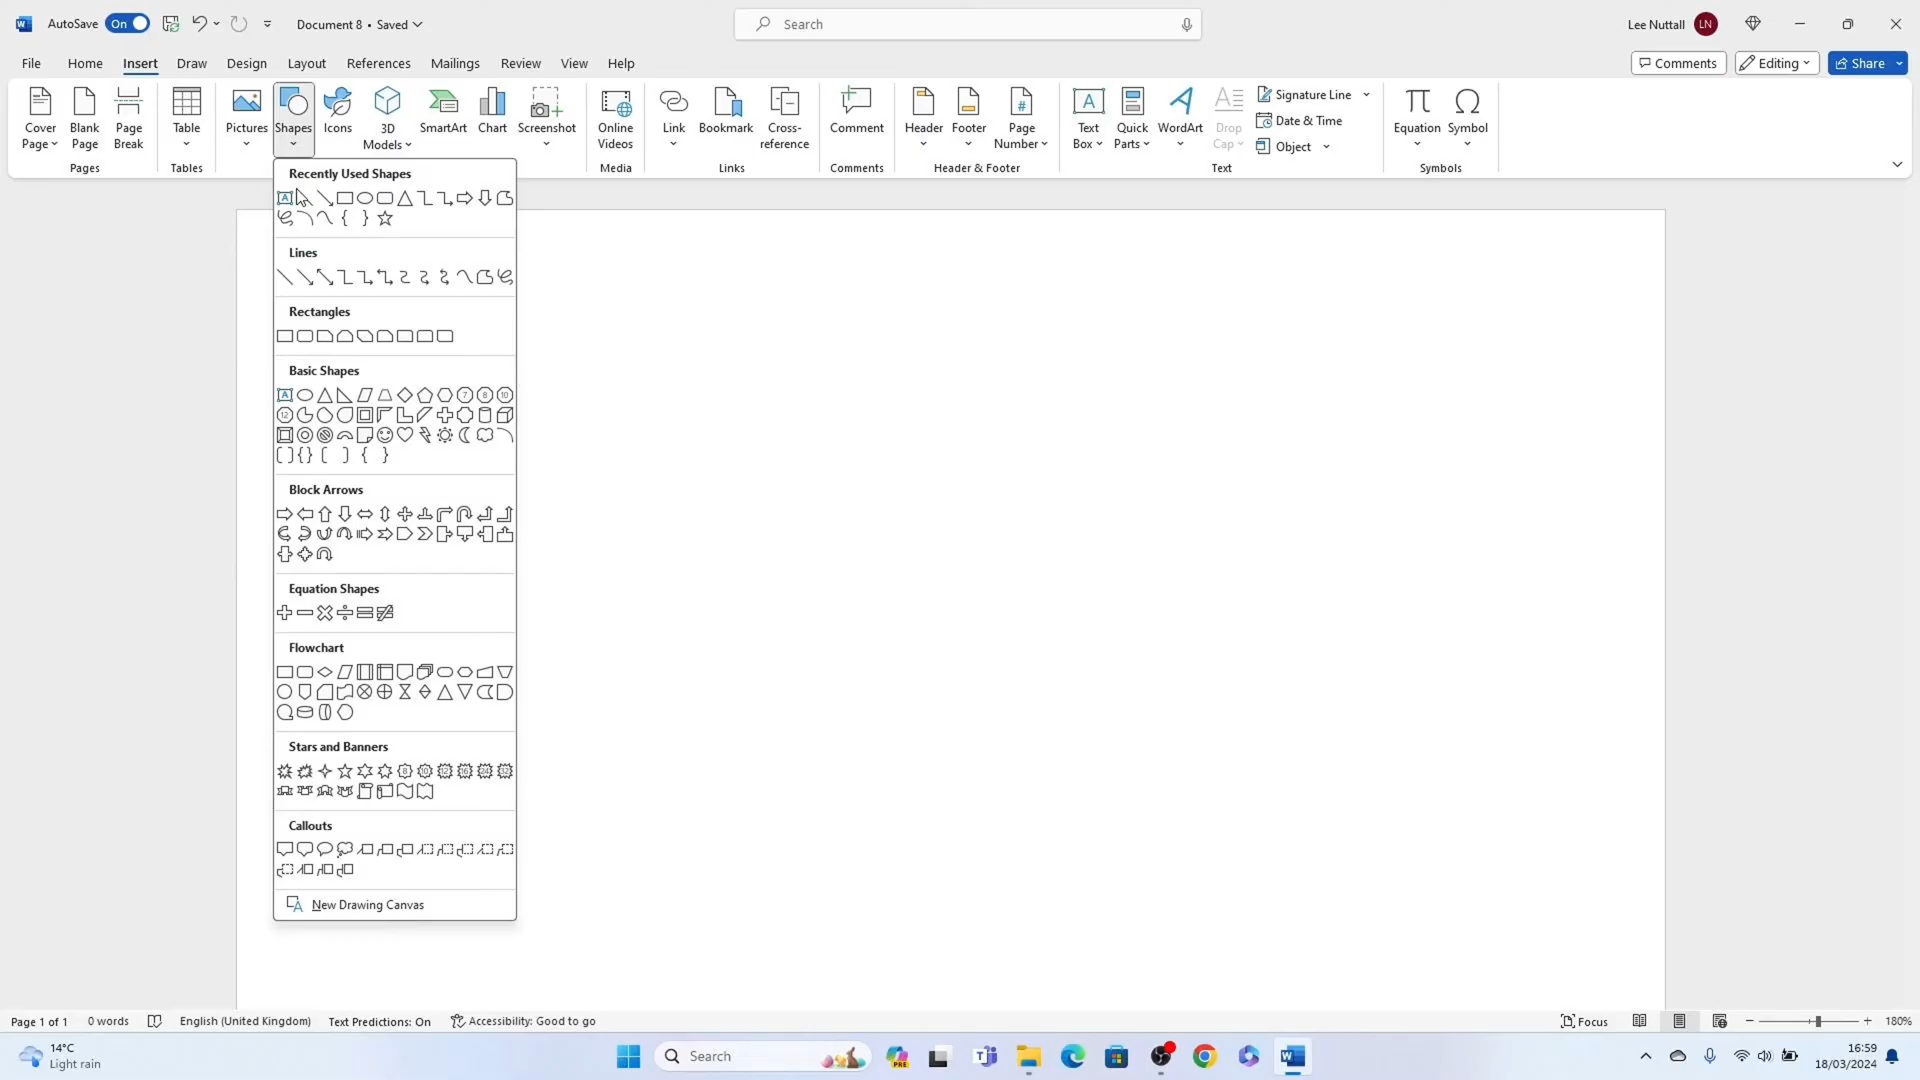 AutoSave On Document 8 • Saved Search Lee Nuttall LN
File Home Insert Draw Design Layout References Mailings Review View Help Comments Editing Share
Cover Page Blank Page Page Break Table Pictures Shapes Icons 3D Models SmartArt Chart Screenshot Online Videos Link Bookmark Cross-reference Comment Header Footer Page Number Text Box Quick Parts WordArt Drop Cap Signature Line Date & Time Object Equation Symbol
Pages Tables Media Links Comments Header & Footer Text Symbols
Recently Used Shapes
Lines
Rectangles
Basic Shapes
Block Arrows
Equation Shapes
Flowchart
Stars and Banners
Callouts
New Drawing Canvas
Page 1 of 1 0 words English (United Kingdom) Text Predictions: On Accessibility: Good to go Focus 180%
14°C
Light rain
Search
PRE
16:59
18/03/2024